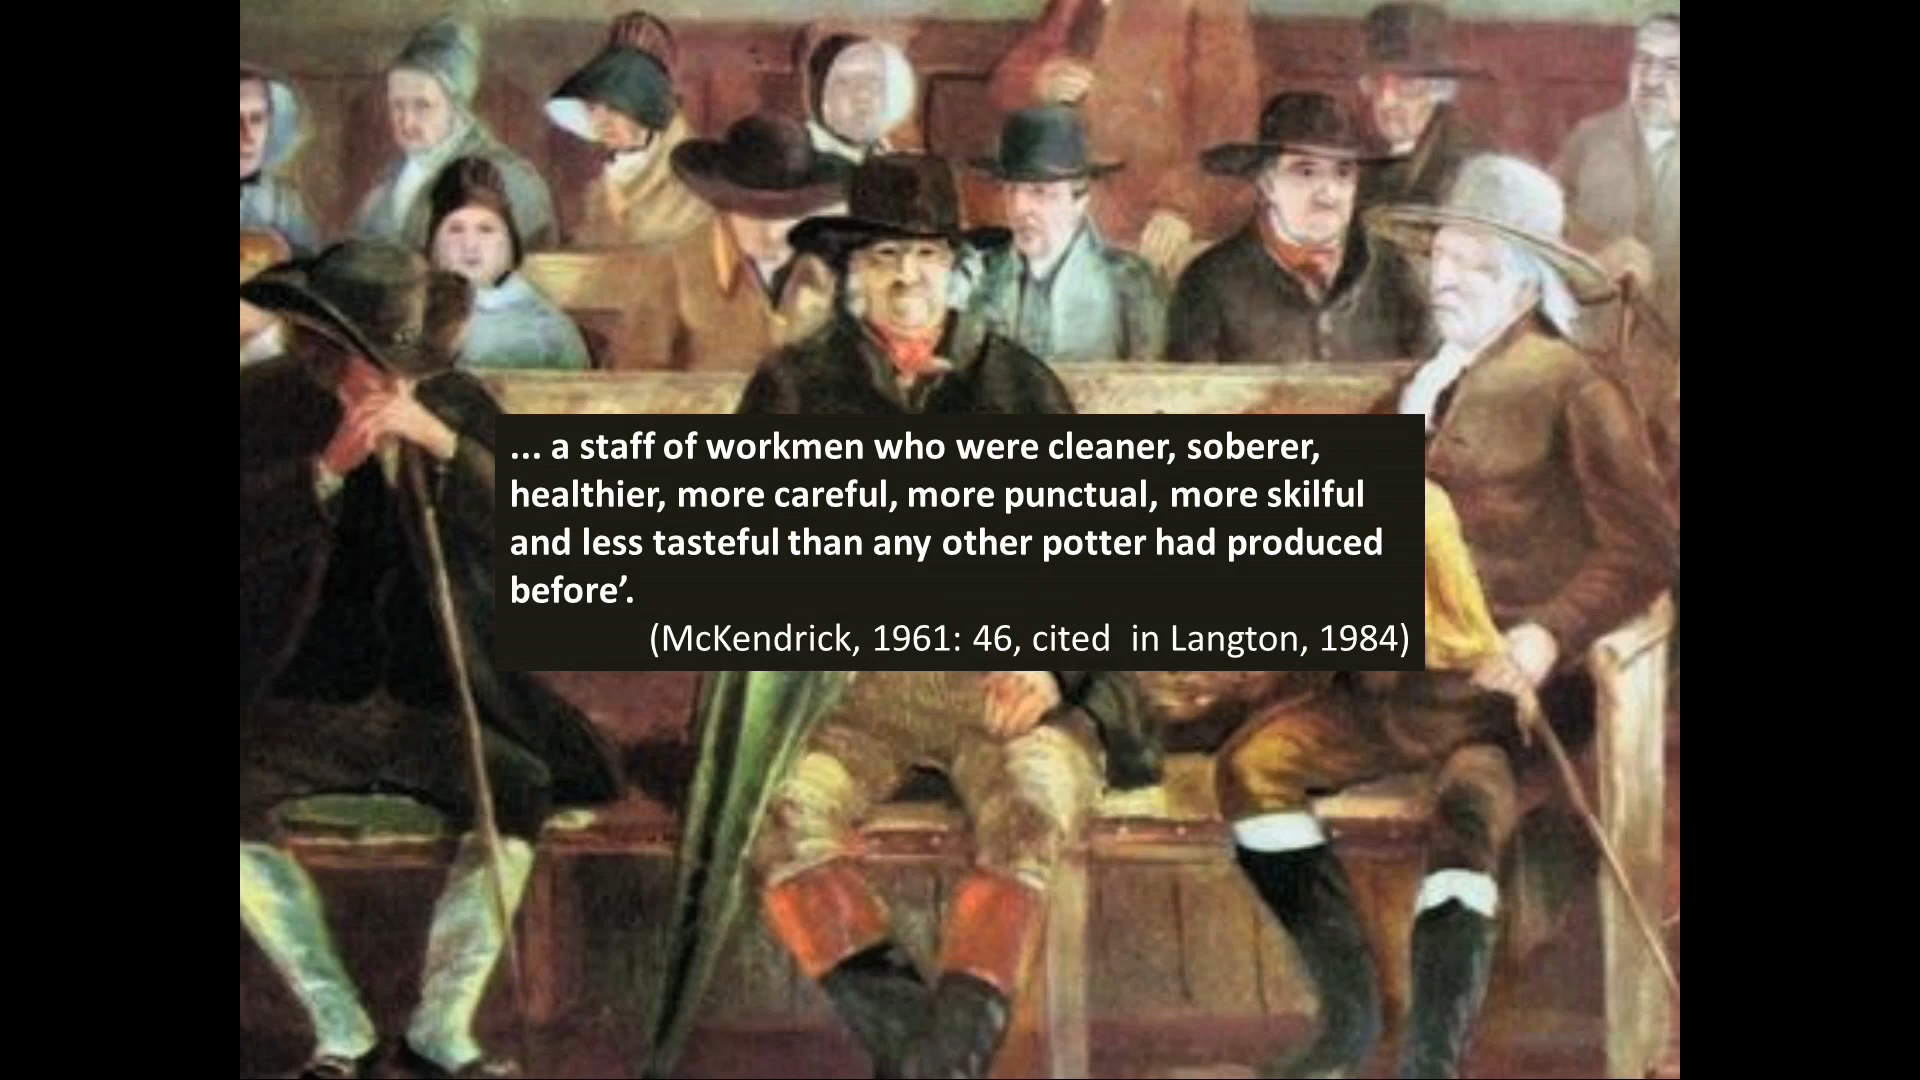 ... a staff of workmen who were cleaner, soberer,
healthier, more careful, more punctual, more skilful
and less tasteful than any other potter had produced
before’.
(McKendrick, 1961: 46, cited  in Langton, 1984)